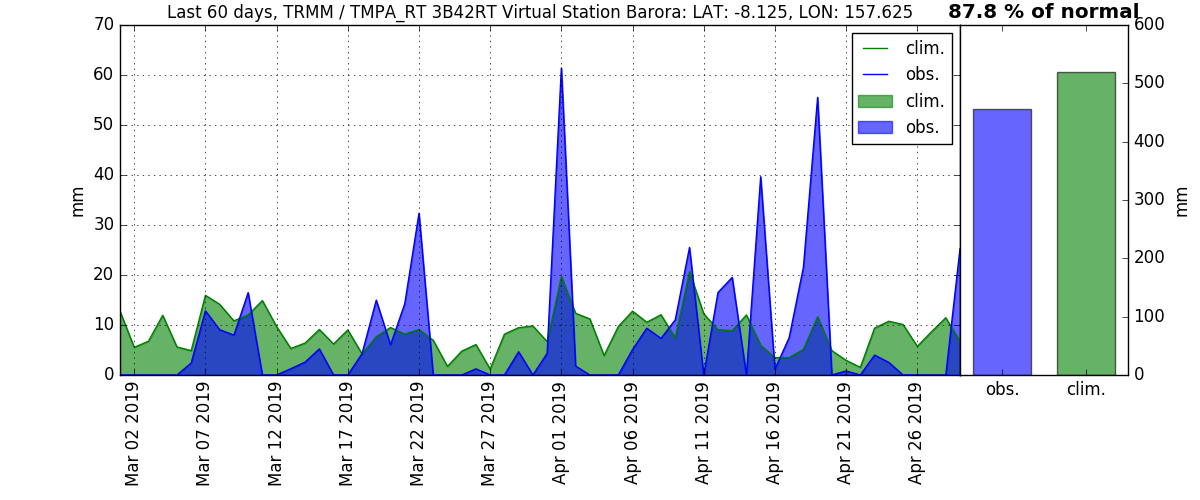 Last 60 days, TRMM / TMPA_RT 3B42RT Virtual Station Barora: LAT: -8.125, LON: 157.625
87.8 % of normal
70
60
50
40
30
20
10
0
mm
clim.
obs.
clim.
obs.
Mar 02 2019
Mar 07 2019
Mar 12 2019
Mar 17 2019
Mar 22 2019
Mar 27 2019
Apr 01 2019
Apr 06 2019
Apr 11 2019
Apr 16 2019
Apr 21 2019
Apr 26 2019
600
500
400
300
200
100
0
mm
obs.
clim.